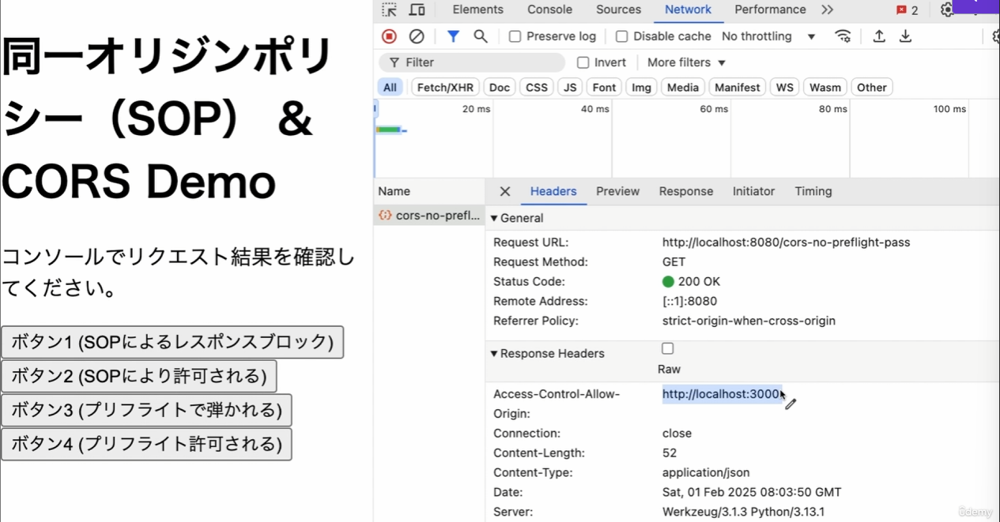 同一オリジンポリ
シー（SOP） &
CORS Demo
コンソールでリクエスト結果を確認し
てください。
ボタン1 (SOPによるレスポンスブロック)
ボタン2 (SOPにより許可される)
ボタン3 (プリフライトで弾かれる)
ボタン4 (プリフライト許可される)
Elements Console Sources Network Performance 2
Preserve log Disable cache No throttling
Filter Invert More filters
All Fetch/XHR Doc CSS JS Font Img Media Manifest WS Wasm Other
20 ms 40 ms 60 ms 80 ms 100 ms
Name Headers Preview Response Initiator Timing
cors-no-prefl...
General
Request URL: http://localhost:8080/cors-no-preflight-pass
Request Method: GET
Status Code: 200 OK
Remote Address: [::1]:8080
Referrer Policy: strict-origin-when-cross-origin
Response Headers
Raw
Access-Control-Allow- http://localhost:3000
Origin:
Connection: close
Content-Length: 52
Content-Type: application/json
Date: Sat, 01 Feb 2025 08:03:50 GMT
Server: Werkzeug/3.1.3 Python/3.13.1
ûdemy